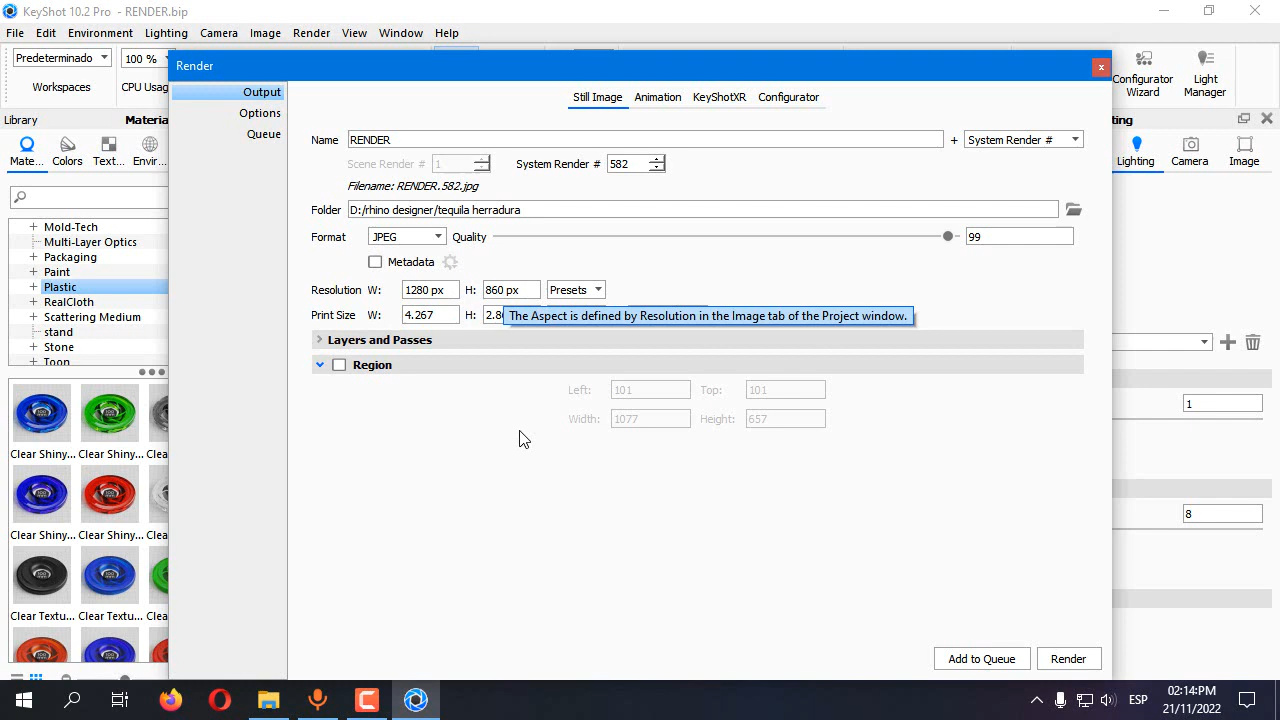 KeyShot 10.2 Pro - RENDER.bip
File Edit Environment Lighting Camera Image Render View Window Help
Predeterminado 100 %
Workspaces CPU Usag
Configurator Wizard
Light Manager
Render
Output
Options
Queue
Still Image Animation KeyShotXR Configurator
Name RENDER + System Render #
Scene Render # 1 System Render # 582
Filename: RENDER.582.jpg
Folder D:/rhino designer/tequila herradura
Format JPEG Quality 99
Metadata
Resolution W: 1280 px H: 860 px Presets
Print Size W: 4.267 H: 2.8
The Aspect is defined by Resolution in the Image tab of the Project window.
Layers and Passes
Region
Left: 101 Top: 101
Width: 1077 Height: 657
Add to Queue Render
Library Materia
Mate... Colors Text... Envir...
Mold-Tech
Multi-Layer Optics
Packaging
Paint
Plastic
RealCloth
Scattering Medium
stand
Stone
Toon
Clear Shiny... Clear Shiny... Clea
Clear Shiny... Clear Shiny... Clea
Clear Textu... Clear Textu... Clea
ting
Lighting Camera Image
1
8
ESP
02:14:PM
21/11/2022